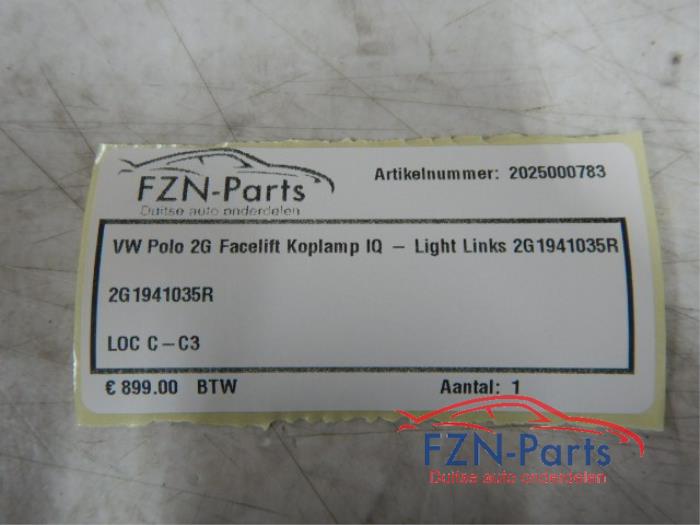 FZN-Parts
Duitse auto onderdelen
Artikelnummer: 2025000783
VW Polo 2G Facelift Koplamp IQ – Light Links 2G1941035R
2G1941035R
LOC C–C3
€ 899.00 BTW
Aantal: 1
FZN-Parts
Duitse auto onderdelen